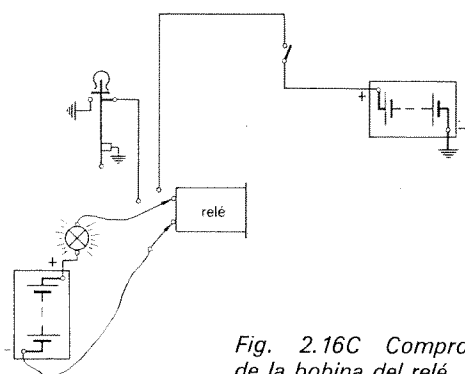 +
-
relé
+
-
Fig. 2.16C Compro
de la bobina del relé